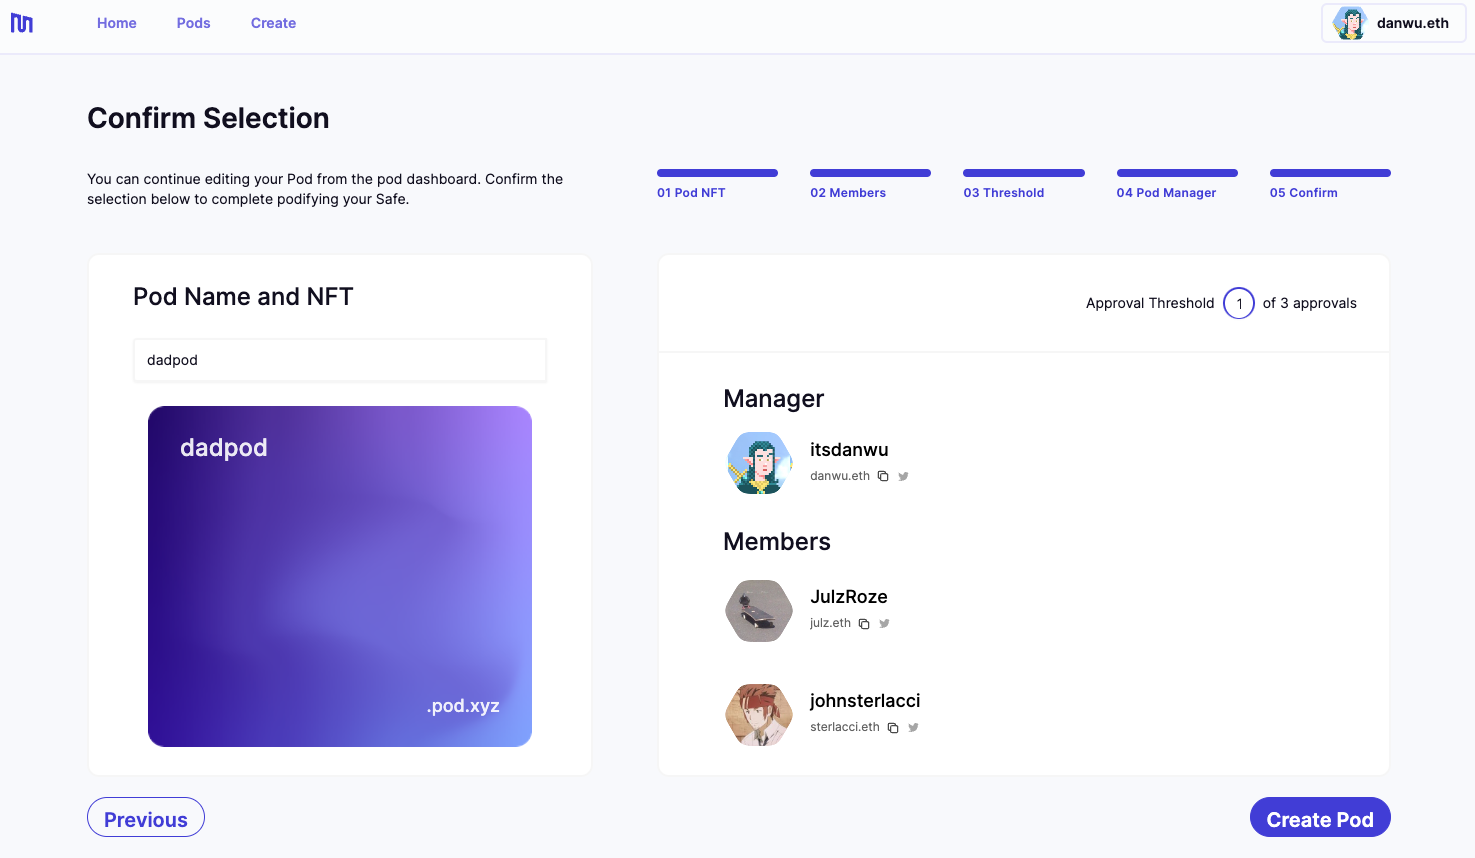 Home Pods Create danwu.eth
Confirm Selection
You can continue editing your Pod from the pod dashboard. Confirm the
selection below to complete podifying your Safe.
01 Pod NFT 02 Members 03 Threshold 04 Pod Manager 05 Confirm
Pod Name and NFT
dadpod
dadpod
.pod.xyz
Approval Threshold 1 of 3 approvals
Manager
itsdanwu
danwu.eth
Members
JulzRoze
julz.eth
johnsterlacci
sterlacci.eth
Previous
Create Pod